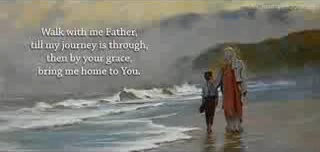 Walk with me Father,
till my journey is through,
then by your grace,
bring me home to You.